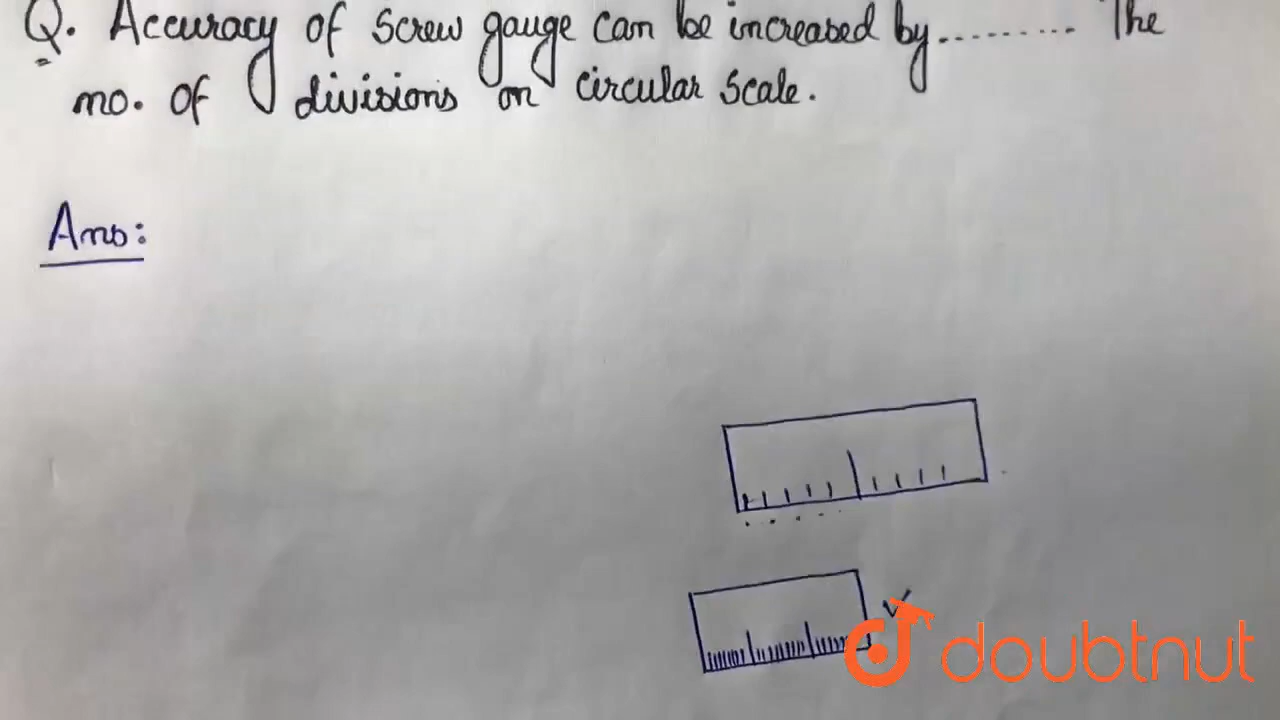 Q. Accuracy of Screw gauge can be increased by.......... The
no. of divisions on circular scale.
Ans:
doubtnut